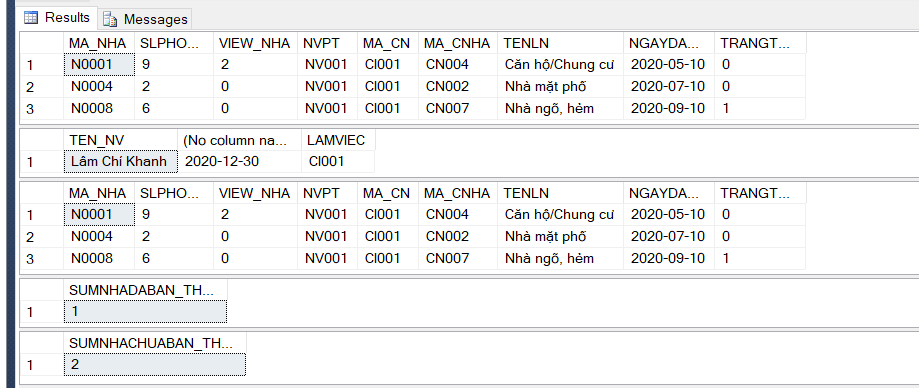 Results Messages
MA_NHA SLPHO... VIEW_NHA NVPT MA_CN MA_CNHA TENLN NGAYDA... TRANGT...
1 N0001 9 2 NV001 CI001 CN004 Căn hộ/Chung cư 2020-05-10 0
2 N0004 2 0 NV001 CI001 CN002 Nhà mặt phố 2020-07-10 0
3 N0008 6 0 NV001 CI001 CN007 Nhà ngõ, hẻm 2020-09-10 1
TEN_NV (No column na... LAMVIEC
1 Lâm Chí Khanh 2020-12-30 CI001
MA_NHA SLPHO... VIEW_NHA NVPT MA_CN MA_CNHA TENLN NGAYDA... TRANGT...
1 N0001 9 2 NV001 CI001 CN004 Căn hộ/Chung cư 2020-05-10 0
2 N0004 2 0 NV001 CI001 CN002 Nhà mặt phố 2020-07-10 0
3 N0008 6 0 NV001 CI001 CN007 Nhà ngõ, hẻm 2020-09-10 1
SUMNHADABAN_TH...
1 1
SUMNHACHUABAN_TH...
1 2